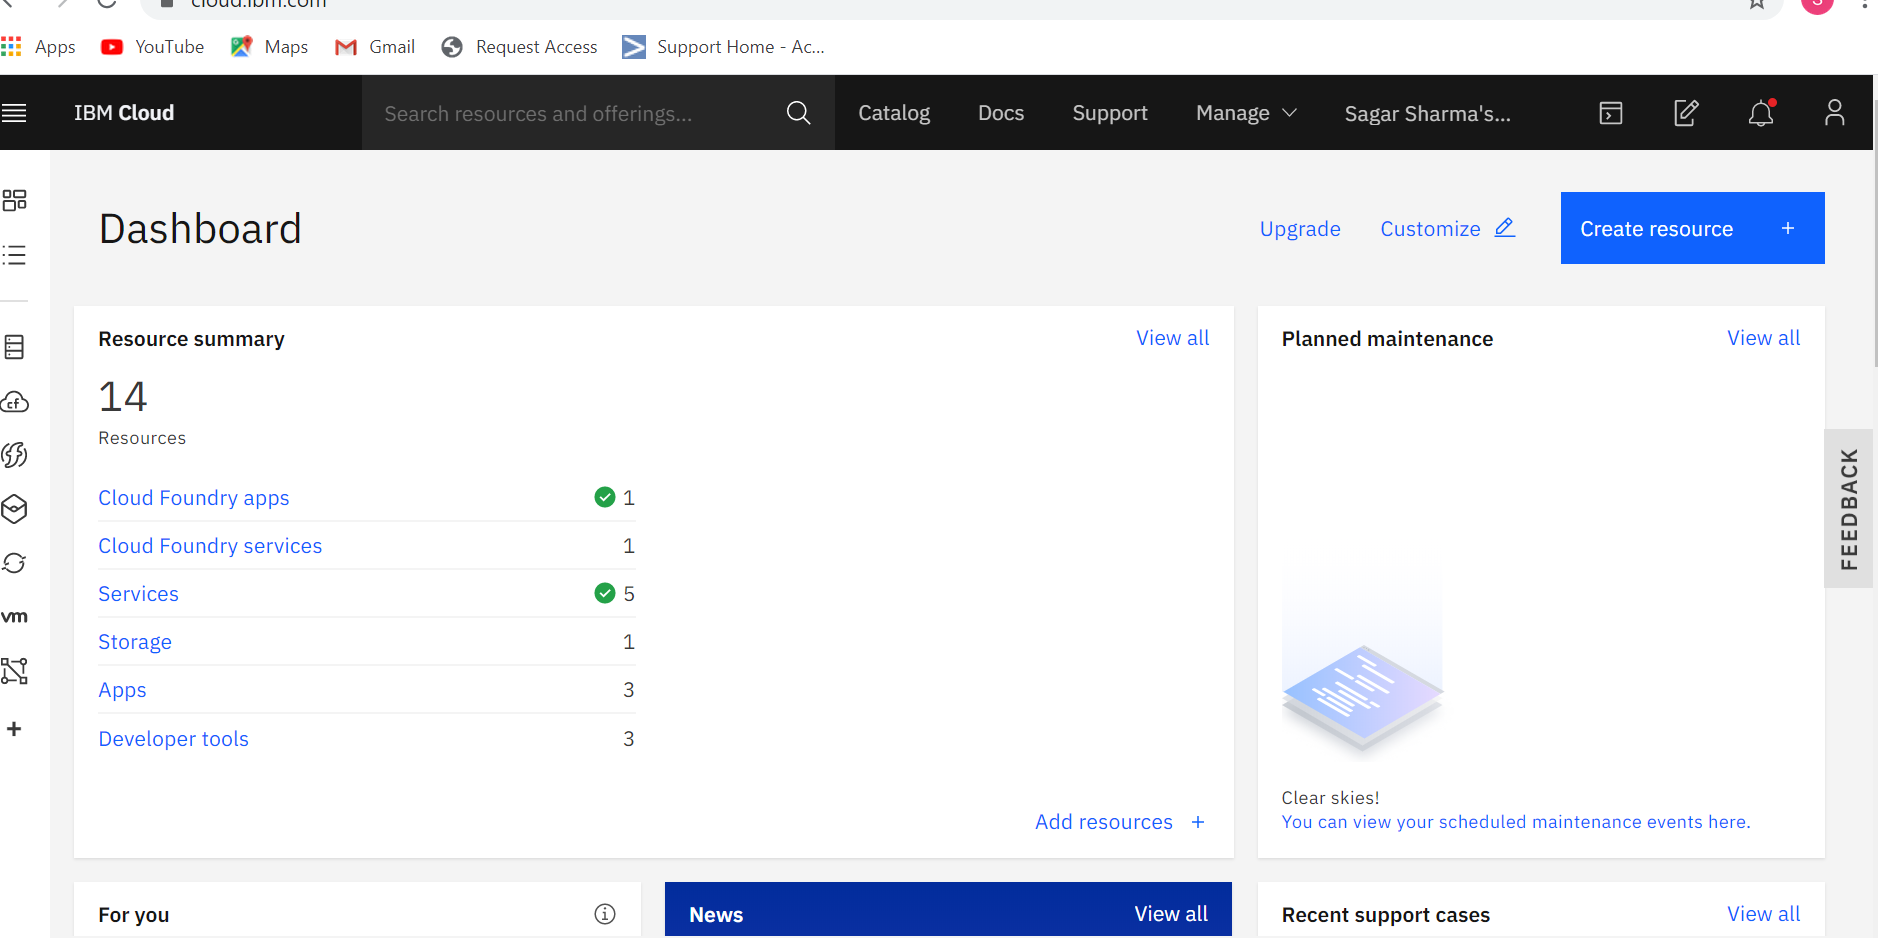 cloud.ibm.com
Apps YouTube Maps Gmail Request Access Support Home - Ac...
IBM Cloud Search resources and offerings... Catalog Docs Support Manage Sagar Sharma's...
Dashboard Upgrade Customize Create resource +
Resource summary View all
14
Resources
Cloud Foundry apps 1
Cloud Foundry services 1
Services 5
Storage 1
Apps 3
Developer tools 3
Add resources +
Planned maintenance View all
Clear skies!
You can view your scheduled maintenance events here.
FEEDBACK
cf
vm
+
For you
News View all
Recent support cases View all